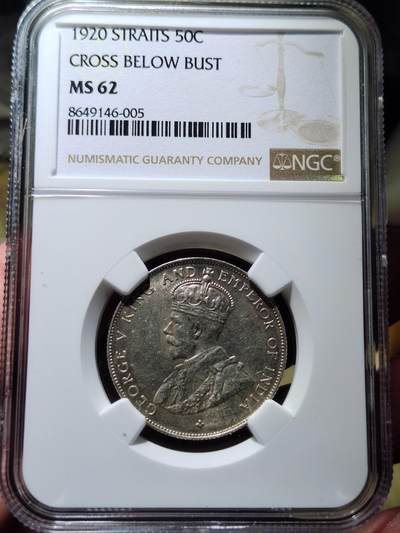 1920 STRAITS 50C
CROSS BELOW BUST
MS 62
8649146-005
NUMISMATIC GUARANTY COMPANY
NGC
GEORGE V KING AND EMPEROR OF INDIA